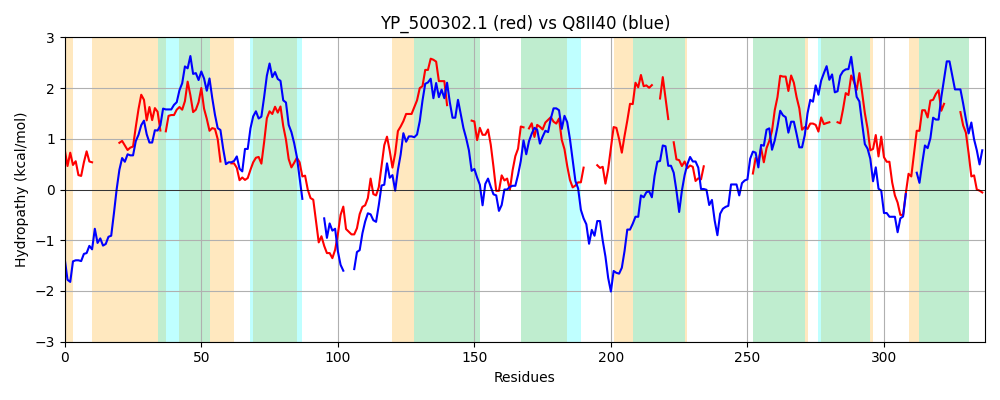 YP_500302.1 (red) vs Q8II40 (blue)
Hydropathy (kcal/mol)
3
2
1
0
−1
−2
−3
0 50 100 150 200 250 300
Residues